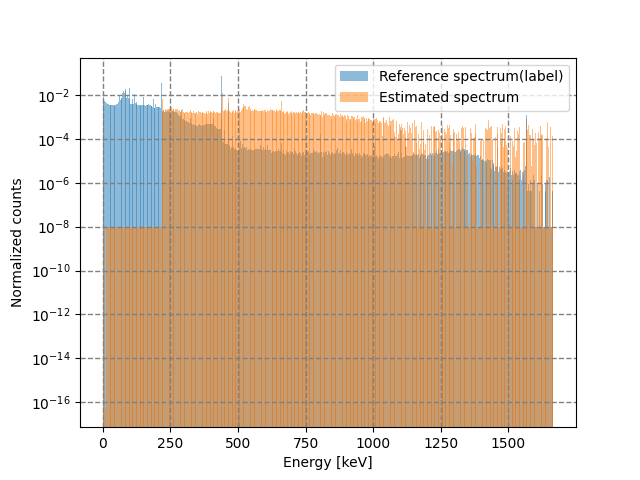 Reference spectrum(label)
Estimated spectrum
Normalized counts
10⁻²
10⁻⁴
10⁻⁶
10⁻⁸
10⁻¹⁰
10⁻¹²
10⁻¹⁴
10⁻¹⁶
0 250 500 750 1000 1250 1500
Energy [keV]